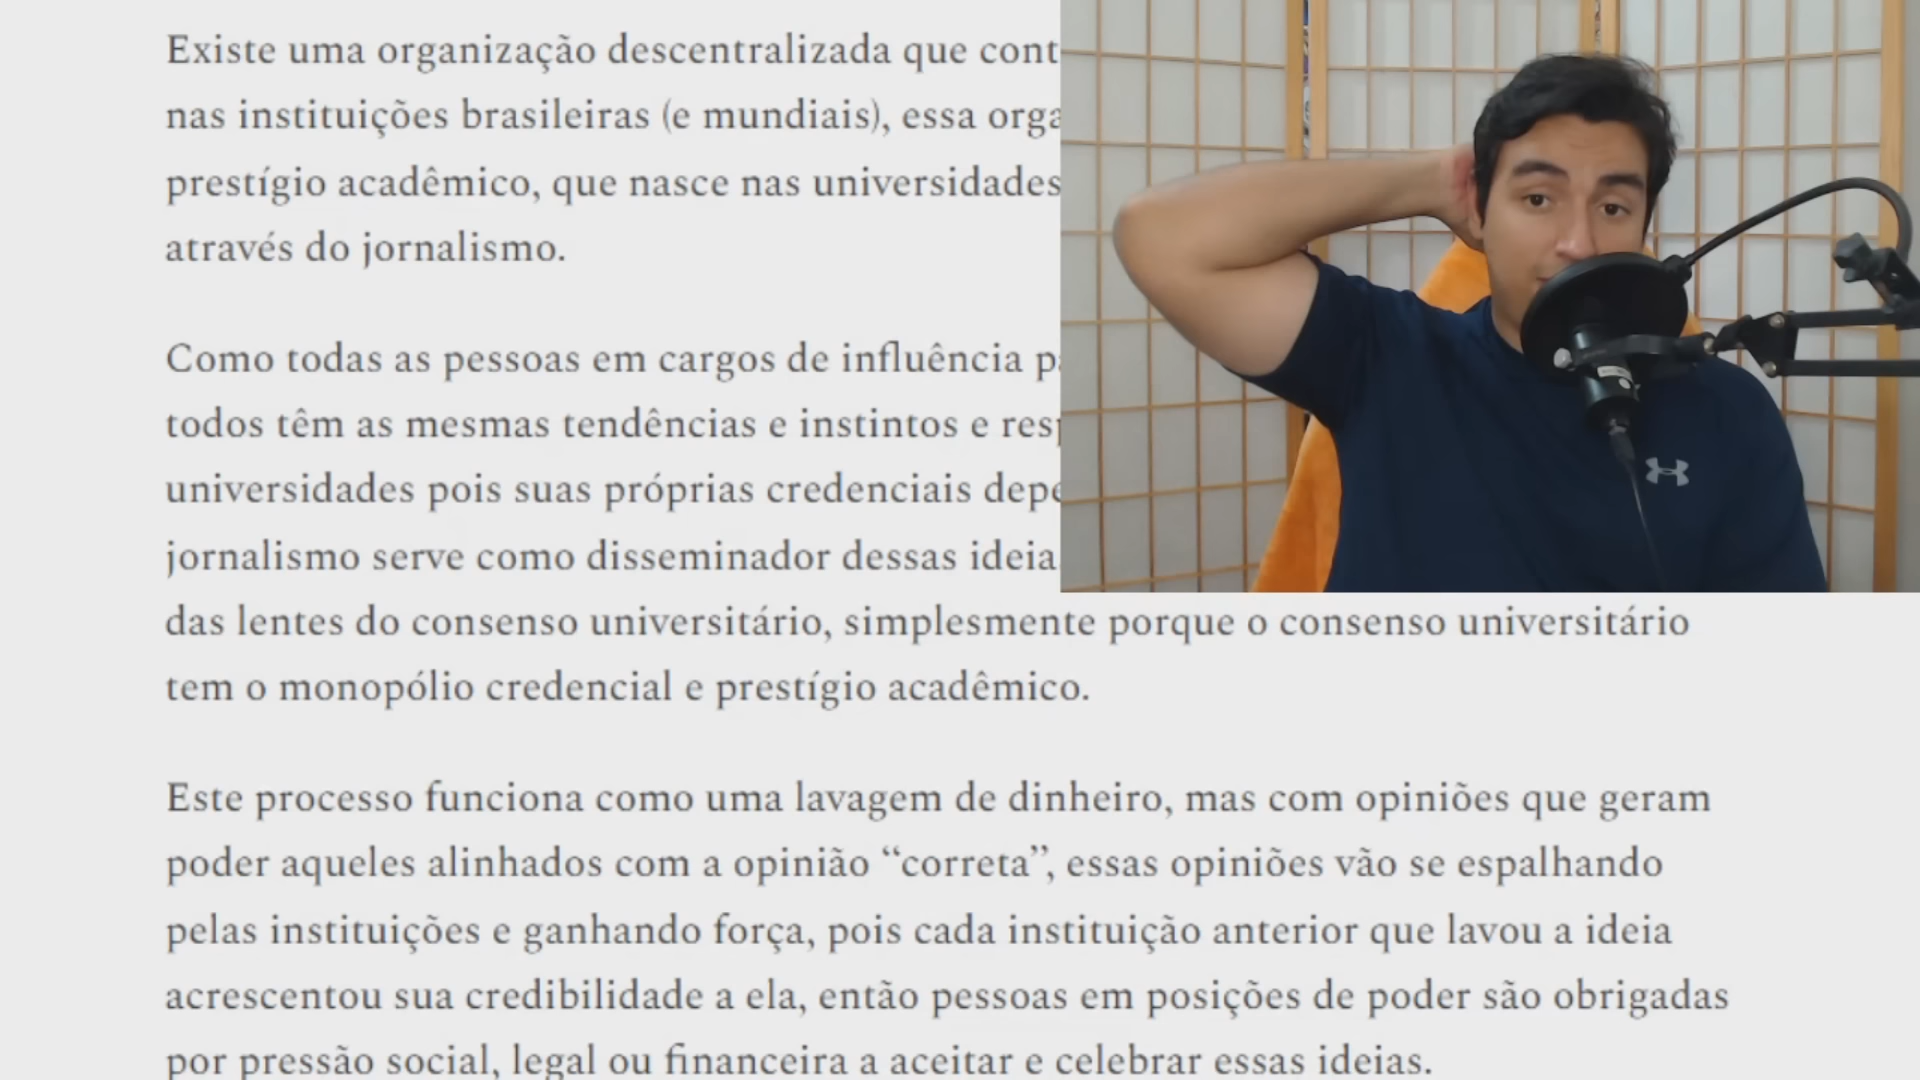 Existe uma organização descentralizada que
nas instituições brasileiras (e mundiais), essa
prestígio acadêmico, que nasce nas universidades
através do jornalismo.
Como todas as pessoas em cargos de influência
todos têm as mesmas tendências e instintos e
universidades pois suas próprias credenciais
jornalismo serve como disseminador dessas
das lentes do consenso universitário, simplesmente porque o consenso universitário
tem o monopólio credencial e prestígio acadêmico.
Este processo funciona como uma lavagem de dinheiro, mas com opiniões que geram
poder aqueles alinhados com a opinião “correta”, essas opiniões vão se espalhando
pelas instituições e ganhando força, pois cada instituição anterior que lavou a ideia
acrescentou sua credibilidade a ela, então pessoas em posições de poder são obrigadas
por pressão social, legal ou financeira a aceitar e celebrar essas ideias.